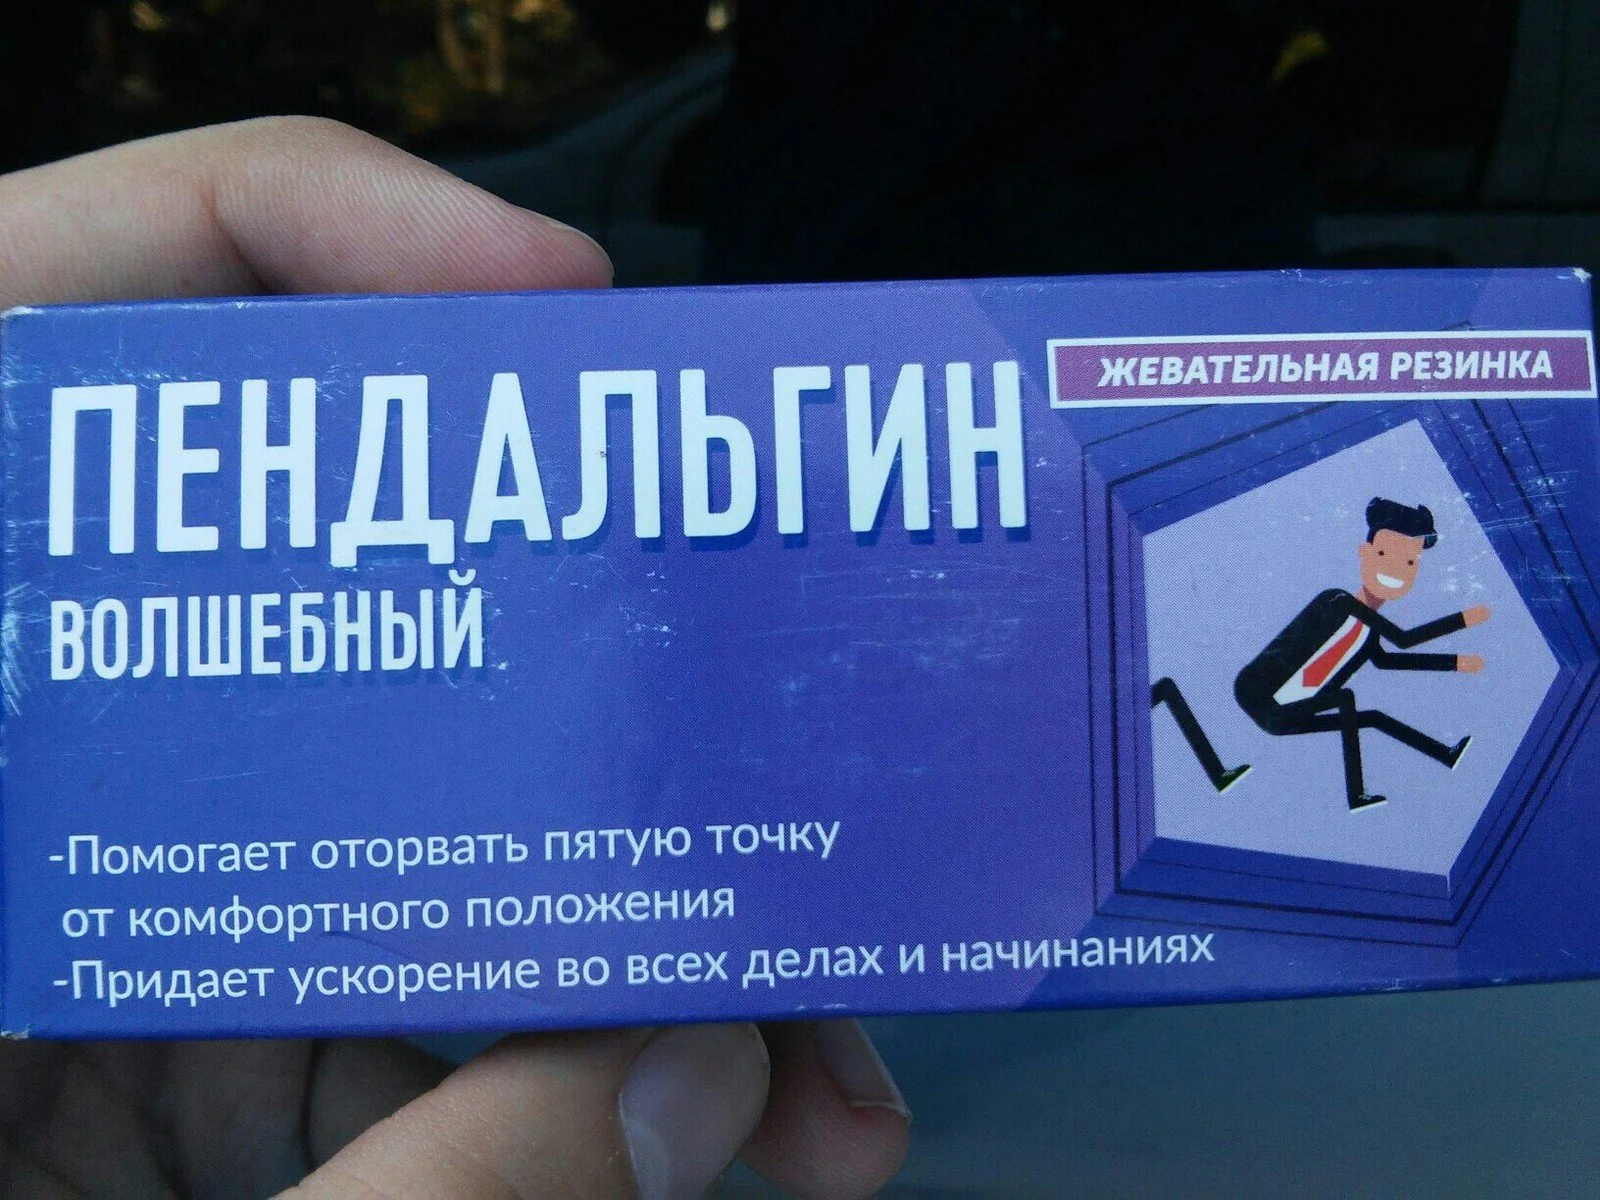 ЖЕВАТЕЛЬНАЯ РЕЗИНКА
ПЕНДАЛЬГИН
ВОЛШЕБНЫЙ
-Помогает оторвать пятую точку
от комфортного положения
-Придает ускорение во всех делах и начинаниях